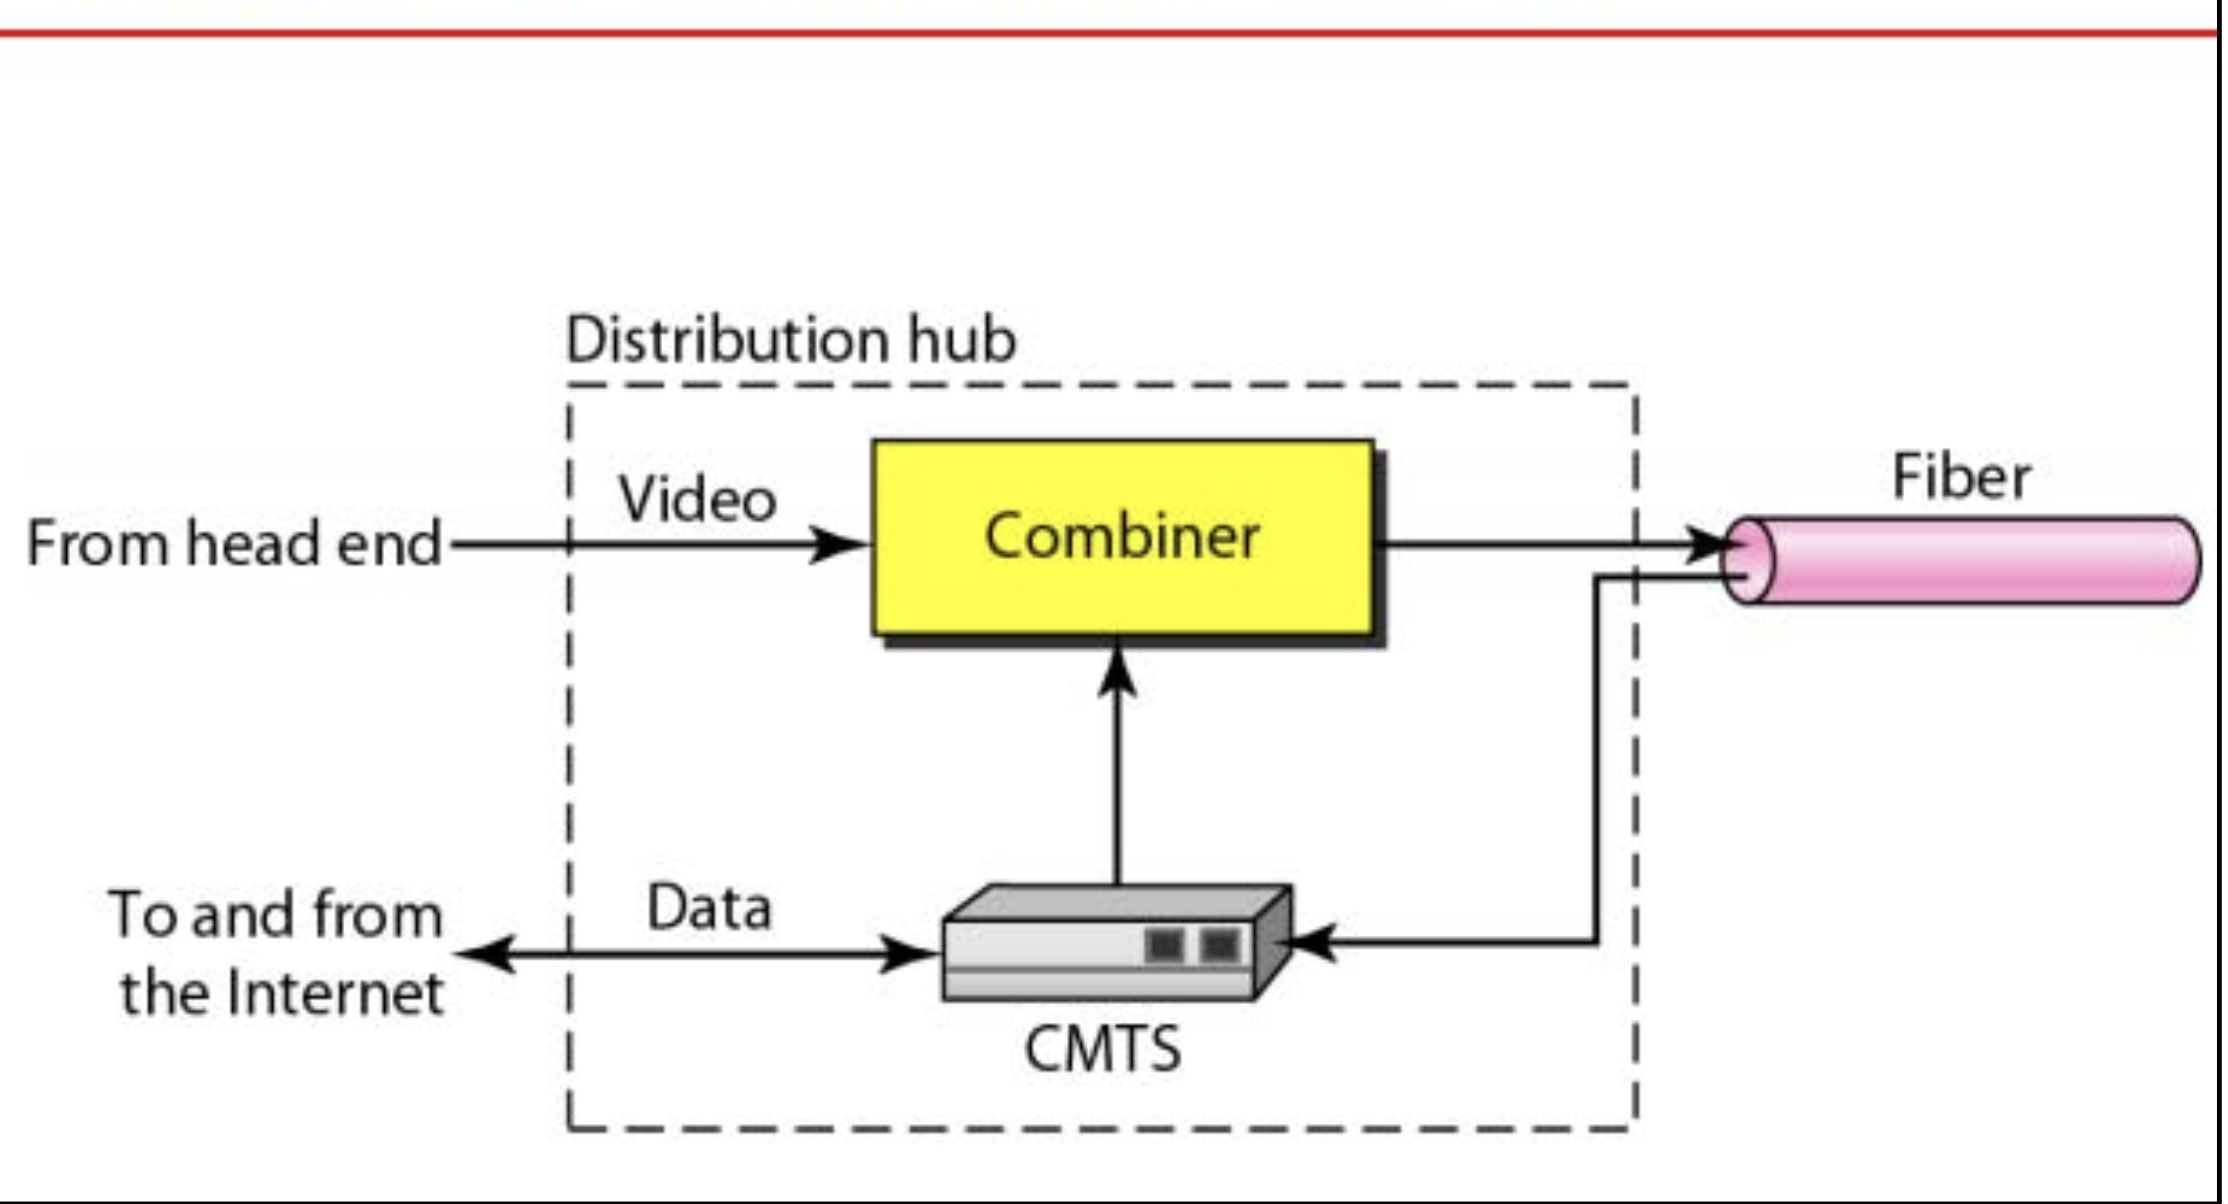 Distribution hub
Video
From head end
Combiner
Fiber
To and from
the Internet
Data
CMTS